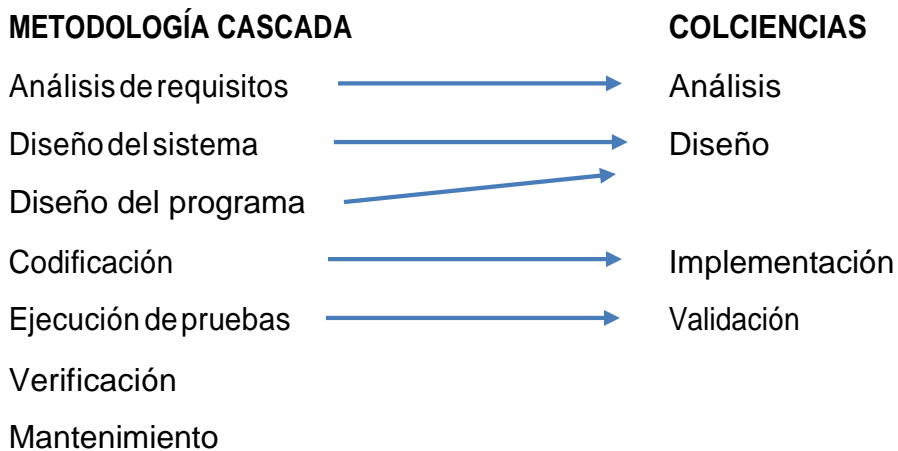 METODOLOGÍA CASCADA COLCIENCIAS
Análisis de requisitos Análisis
Diseño del sistema Diseño
Diseño del programa
Codificación Implementación
Ejecución de pruebas Validación
Verificación
Mantenimiento